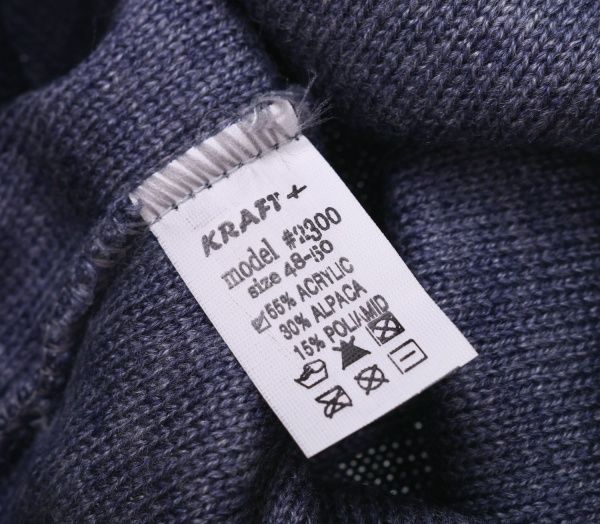 KRAFT+
model #2300
size 48-50
55% ACRYLIC
30% ALPACA
15% POLIAMID